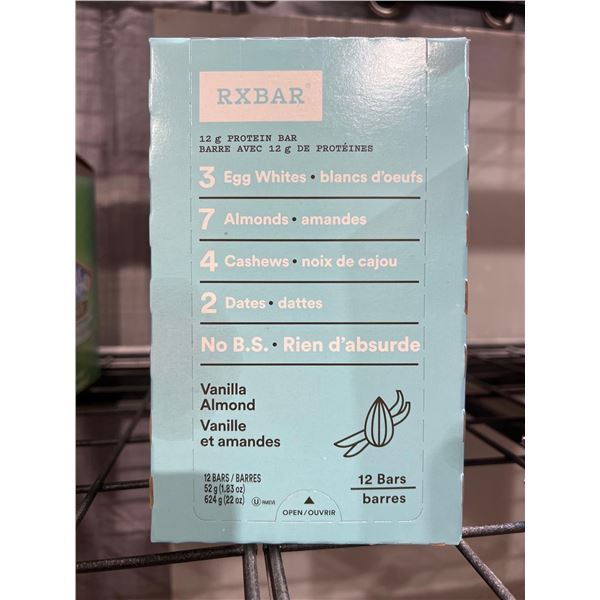 RXBAR®
12 g PROTEIN BAR
BARRE AVEC 12 g DE PROTÉINES
3 Egg Whites • blancs d'oeufs
7 Almonds • amandes
4 Cashews • noix de cajou
2 Dates • dattes
No B.S. • Rien d'absurde
Vanilla
Almond
Vanille
et amandes
12 BARS / BARRES
52 g (1.83 oz)
624 g (22 oz)
U PAREVE
12 Bars
barres
OPEN / OUVRIR